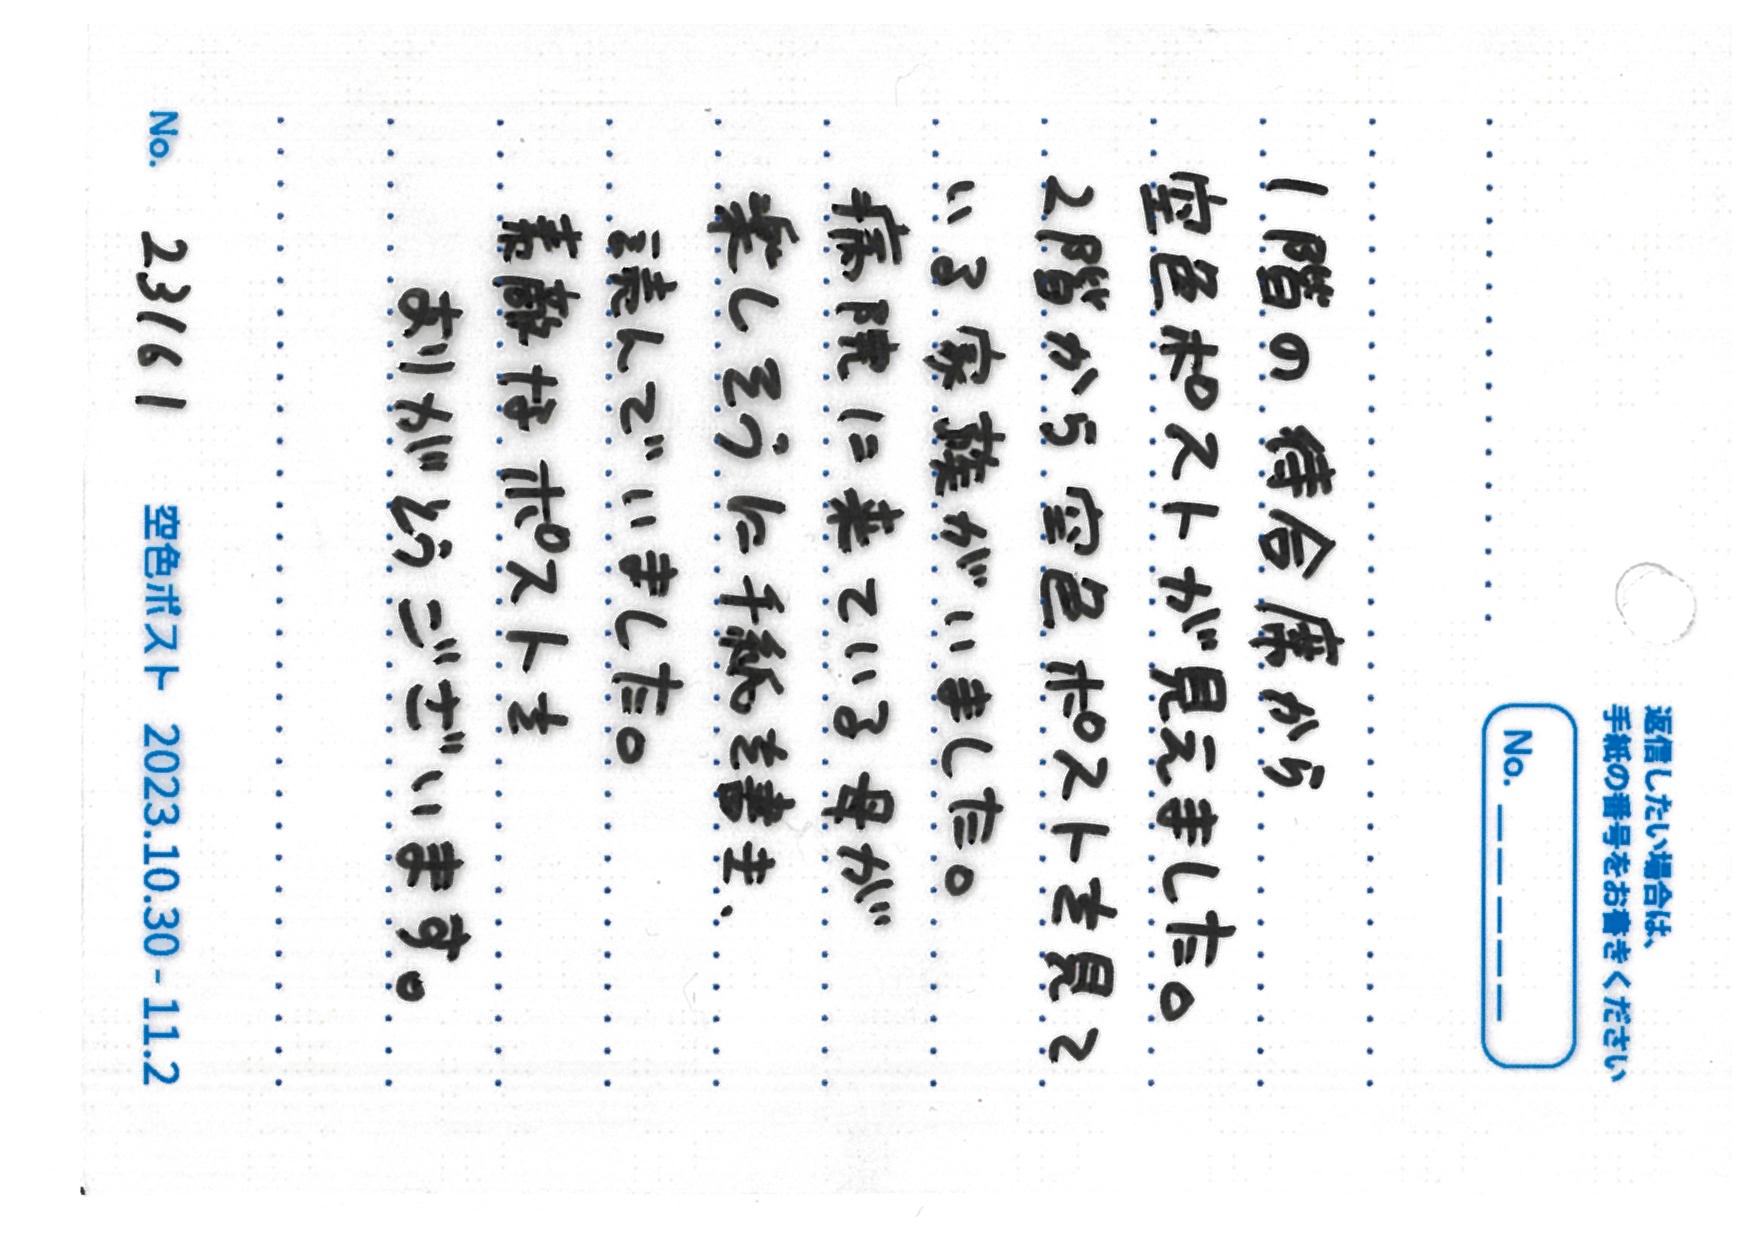 返信したい場合は、
手紙の番号をお書きください
No. _ _ _ _ _
1階の待合席から
空色ポストが見えました。
2階から空色ポストを見て
いる家族がいました。
病院に来ている母が
楽しそうに手紙を書き、
読んでいました。
素敵なポストを
ありがとうございます。
No. 23161 空色ポスト 2023.10.30 - 11.2